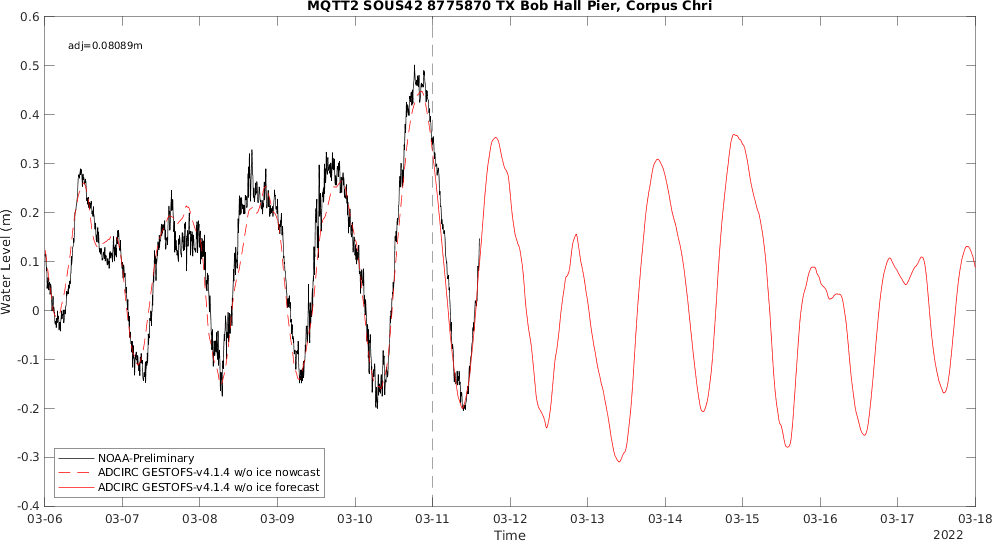 MQTT2 SOUS42 8775870 TX Bob Hall Pier, Corpus Chri
adj=0.08089m
0.6
0.5
0.4
0.3
0.2
0.1
0
-0.1
-0.2
-0.3
-0.4
Water Level (m)
NOAA-Preliminary
ADCIRC GESTOFS-v4.1.4 w/o ice nowcast
ADCIRC GESTOFS-v4.1.4 w/o ice forecast
03-06 03-07 03-08 03-09 03-10 03-11 03-12 03-13 03-14 03-15 03-16 03-17 03-18
Time
2022